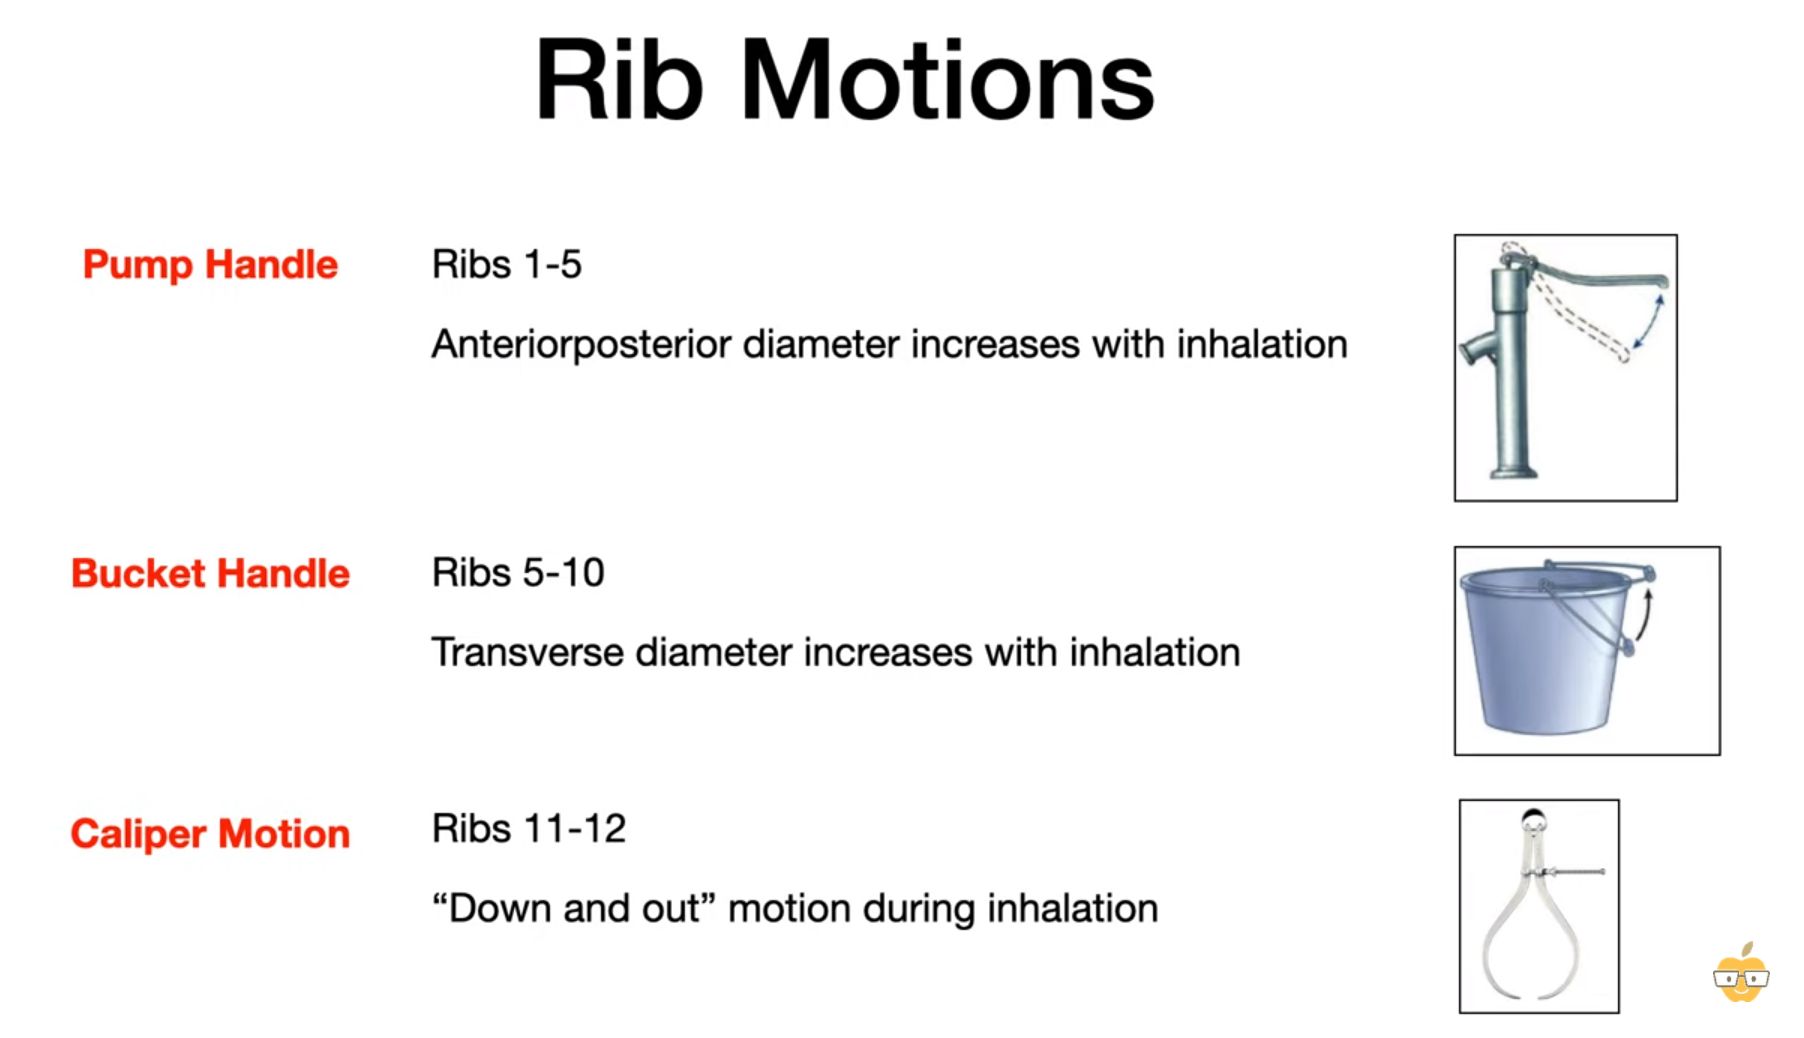 Rib Motions
Pump Handle
Ribs 1-5
Anteriorposterior diameter increases with inhalation
Bucket Handle
Ribs 5-10
Transverse diameter increases with inhalation
Caliper Motion
Ribs 11-12
“Down and out” motion during inhalation